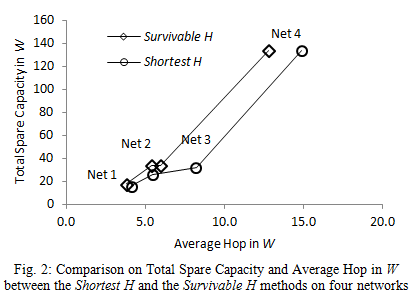 160
140
120
100
80
60
40
20
0
Total Spare Capacity in W
Survivable H
Shortest H
Net 4
Net 2
Net 3
Net 1
0.0 5.0 10.0 15.0 20.0
Average Hop in W
Fig. 2: Comparison on Total Spare Capacity and Average Hop in W
between the Shortest H and the Survivable H methods on four networks